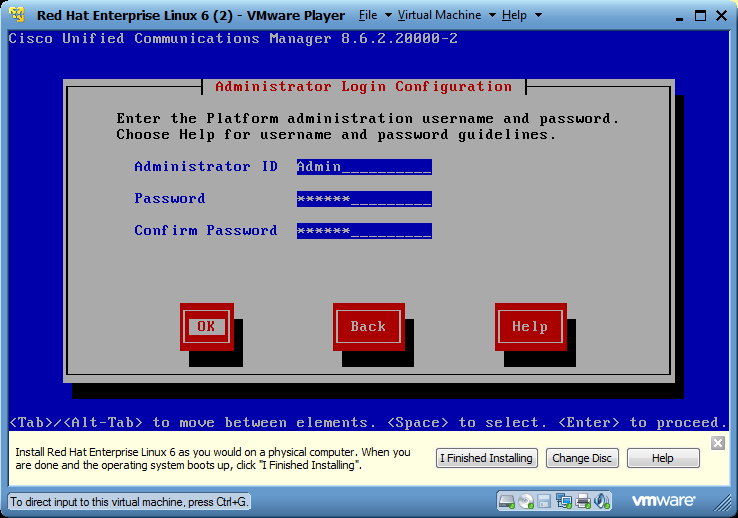 Red Hat Enterprise Linux 6 (2) - VMware Player File Virtual Machine Help
Cisco Unified Communications Manager 8.6.2.20000-2
Administrator Login Configuration
Enter the Platform administration username and password.
Choose Help for username and password guidelines.
Administrator ID Admin__________
Password ******_________
Confirm Password ******_________
OK Back Help
<Tab>/<Alt-Tab> to move between elements. <Space> to select. <Enter> to proceed.
Install Red Hat Enterprise Linux 6 as you would on a physical computer. When you
are done and the operating system boots up, click "I Finished Installing".
I Finished Installing Change Disc Help
To direct input to this virtual machine, press Ctrl+G.
vmware